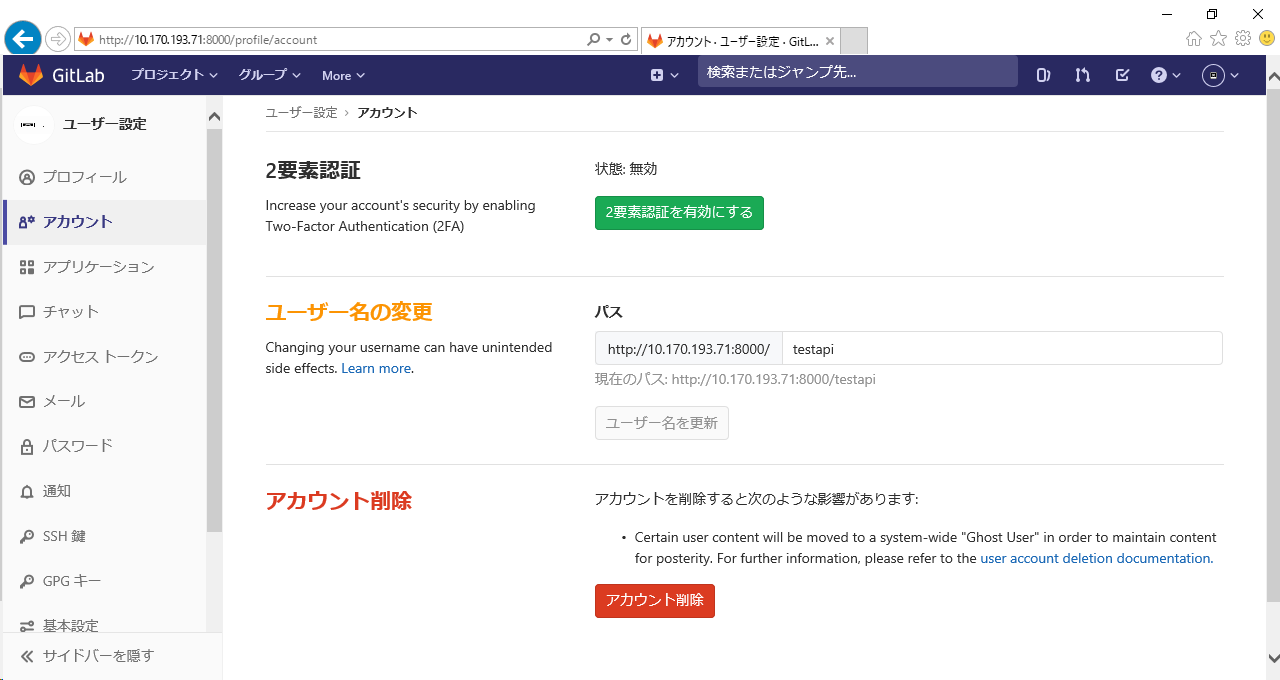 http://10.170.193.71:8000/profile/account
アカウント · ユーザー設定 · GitL...
GitLab
プロジェクト
グループ
More
検索またはジャンプ先...
ユーザー設定
プロフィール
アカウント
アプリケーション
チャット
アクセス トークン
メール
パスワード
通知
SSH 鍵
GPG キー
基本設定
サイドバーを隠す
ユーザー設定 › アカウント
2要素認証
Increase your account's security by enabling
Two-Factor Authentication (2FA)
状態: 無効
2要素認証を有効にする
ユーザー名の変更
Changing your username can have unintended
side effects. Learn more.
パス
http://10.170.193.71:8000/ testapi
現在のパス: http://10.170.193.71:8000/testapi
ユーザー名を更新
アカウント削除
アカウントを削除すると次のような影響があります:
• Certain user content will be moved to a system-wide "Ghost User" in order to maintain content
for posterity. For further information, please refer to the user account deletion documentation.
アカウント削除